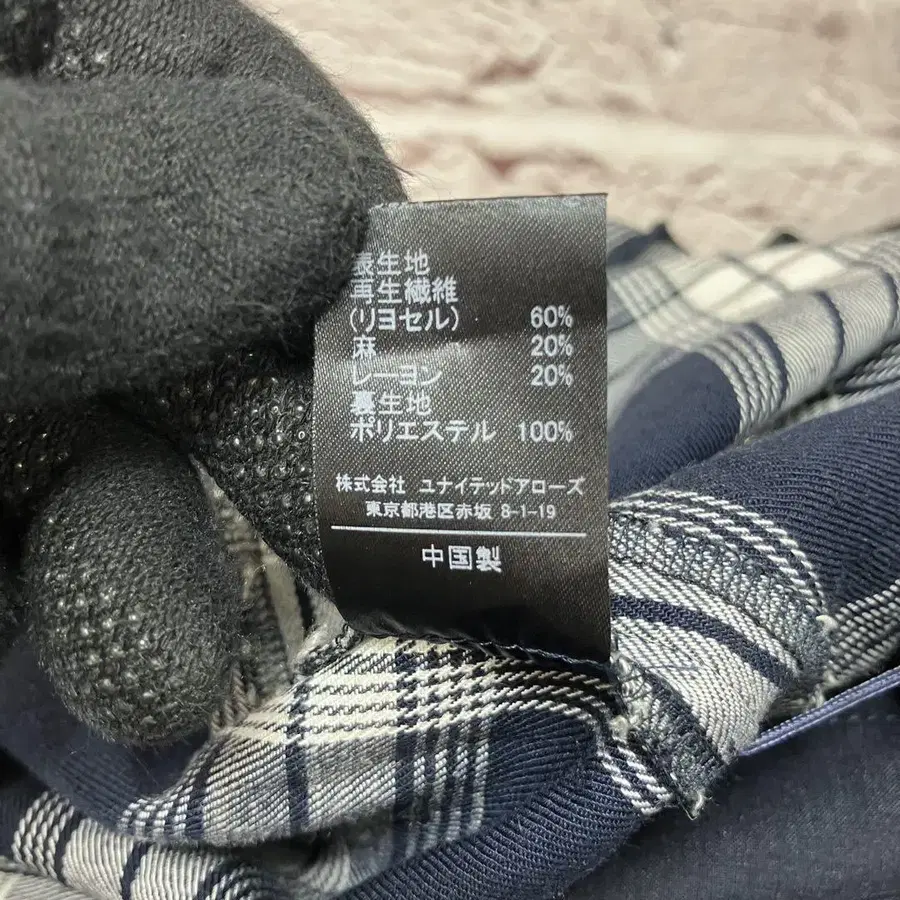 表生地
再生繊維
(リヨセル) 60%
麻 20%
レーヨン 20%
裏生地
ポリエステル 100%
株式会社 ユナイテッドアローズ
東京都港区赤坂 8-1-19
中国製